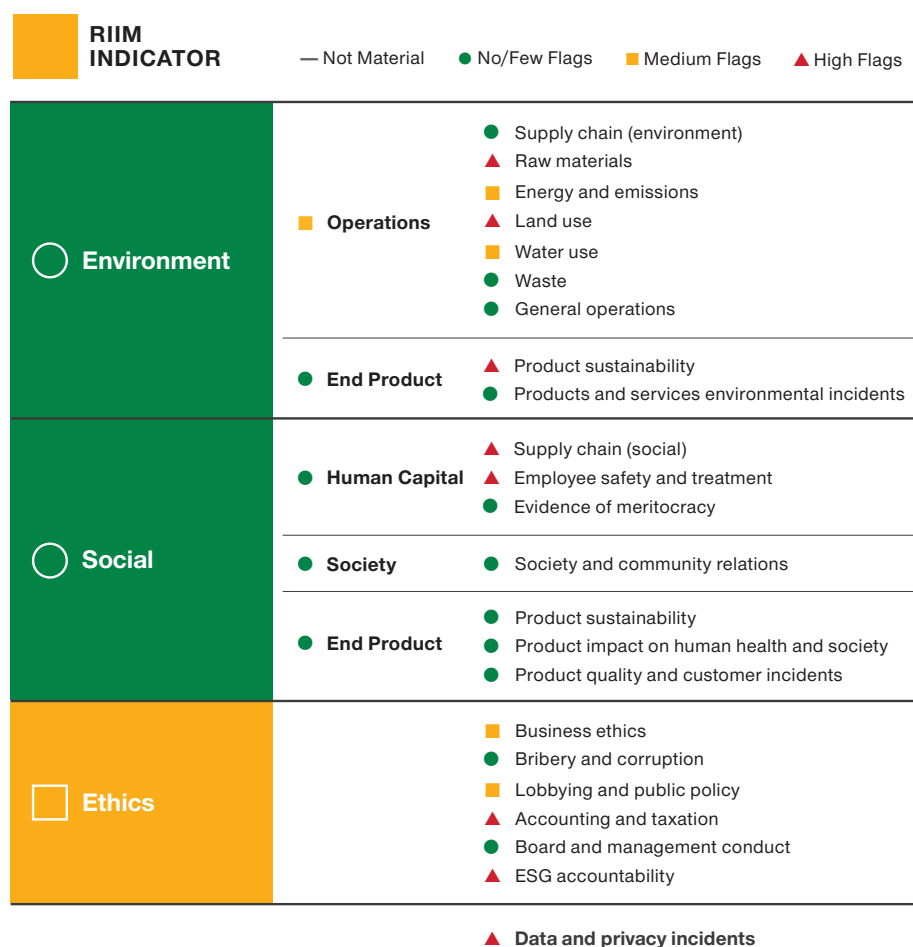 RIIM
INDICATOR
Not Material
No/Few Flags
Medium Flags
High Flags
Environment
Operations
Supply chain (environment)
Raw materials
Energy and emissions
Land use
Water use
Waste
General operations
End Product
Product sustainability
Products and services environmental incidents
Social
Human Capital
Supply chain (social)
Employee safety and treatment
Evidence of meritocracy
Society
Society and community relations
End Product
Product sustainability
Product impact on human health and society
Product quality and customer incidents
Ethics
Business ethics
Bribery and corruption
Lobbying and public policy
Accounting and taxation
Board and management conduct
ESG accountability
Data and privacy incidents